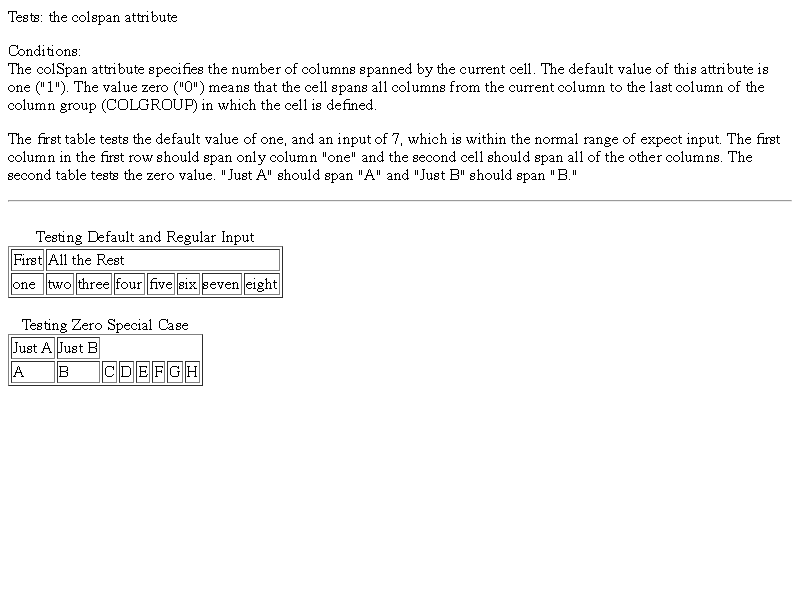 Tests: the colspan attribute
Conditions:
The colSpan attribute specifies the number of columns spanned by the current cell. The default value of this attribute is
one ("1"). The value zero ("0") means that the cell spans all columns from the current column to the last column of the
column group (COLGROUP) in which the cell is defined.
The first table tests the default value of one, and an input of 7, which is within the normal range of expect input. The first
column in the first row should span only column "one" and the second cell should span all of the other columns. The
second table tests the zero value. "Just A" should span "A" and "Just B" should span "B."
Testing Default and Regular Input
First All the Rest
one two three four five six seven eight
Testing Zero Special Case
Just A Just B
A B C D E F G H